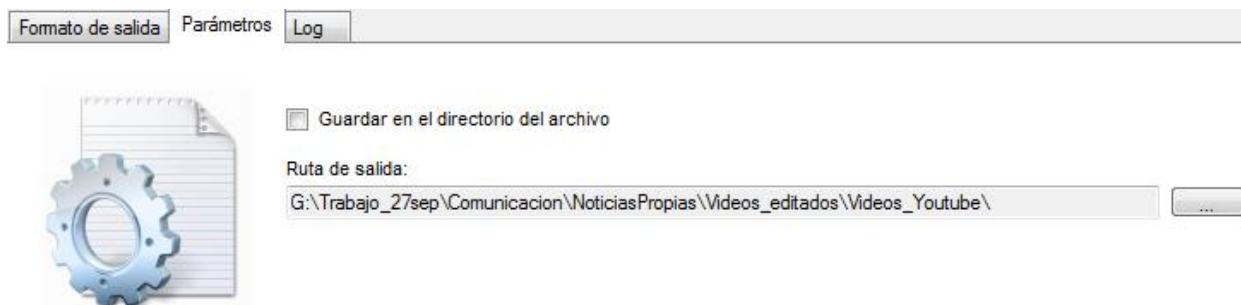 Formato de salida Parámetros Log
Guardar en el directorio del archivo
Ruta de salida:
G:\Trabajo_27sep\Comunicacion\NoticiasPropias\Videos_editados\Videos_Youtube\ ...